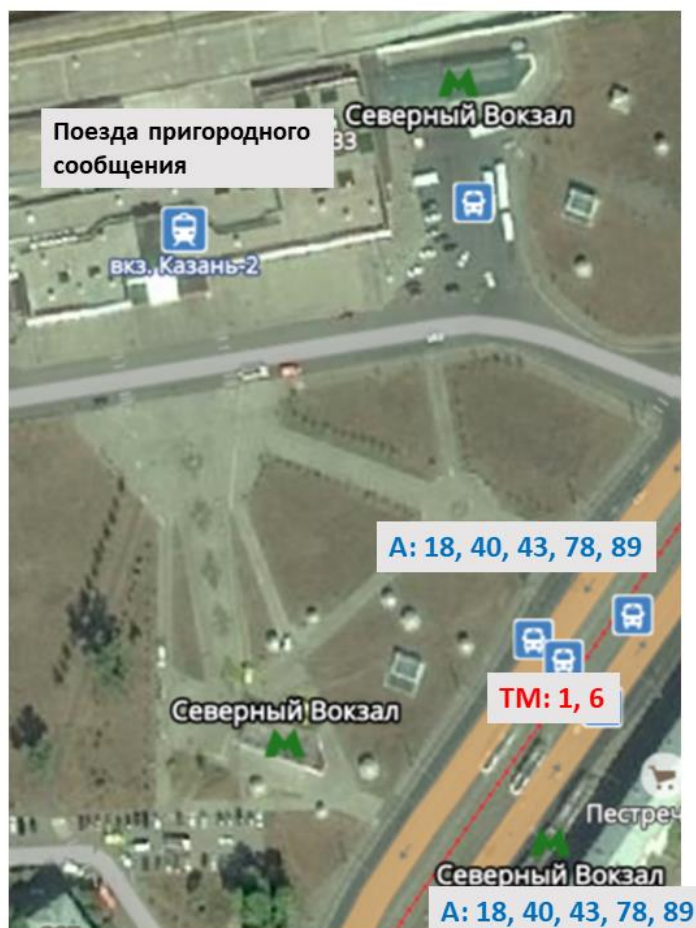 Северный Вокзал
Поезда пригородного
сообщения
33
вкз. Казань-2
А: 18, 40, 43, 78, 89
ТМ: 1, 6
Северный Вокзал
Пестреч
Северный Вокзал
А: 18, 40, 43, 78, 89